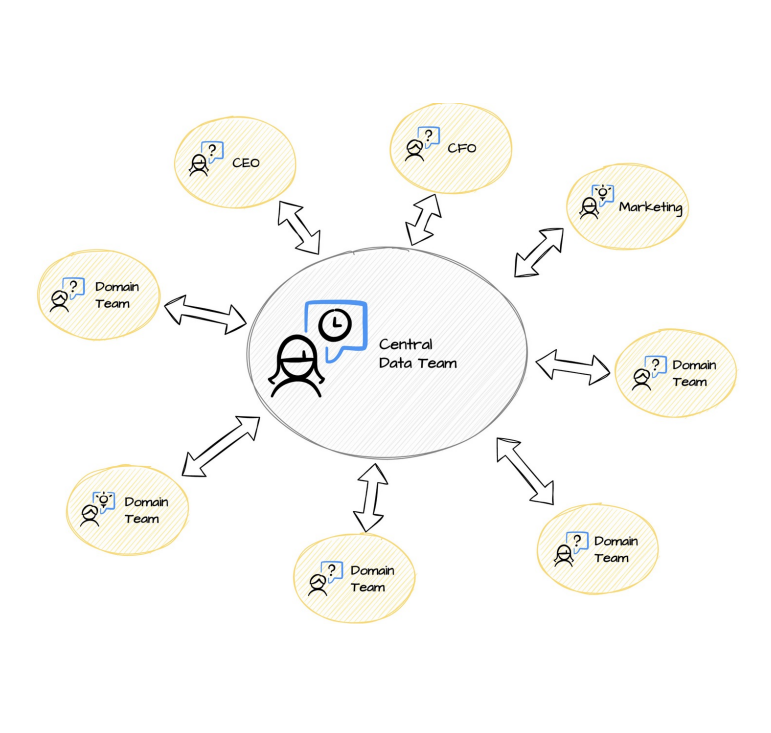 CEO
CFO
Marketing
Domain
Team
Central
Data Team
Domain
Team
Domain
Team
Domain
Team
Domain
Team